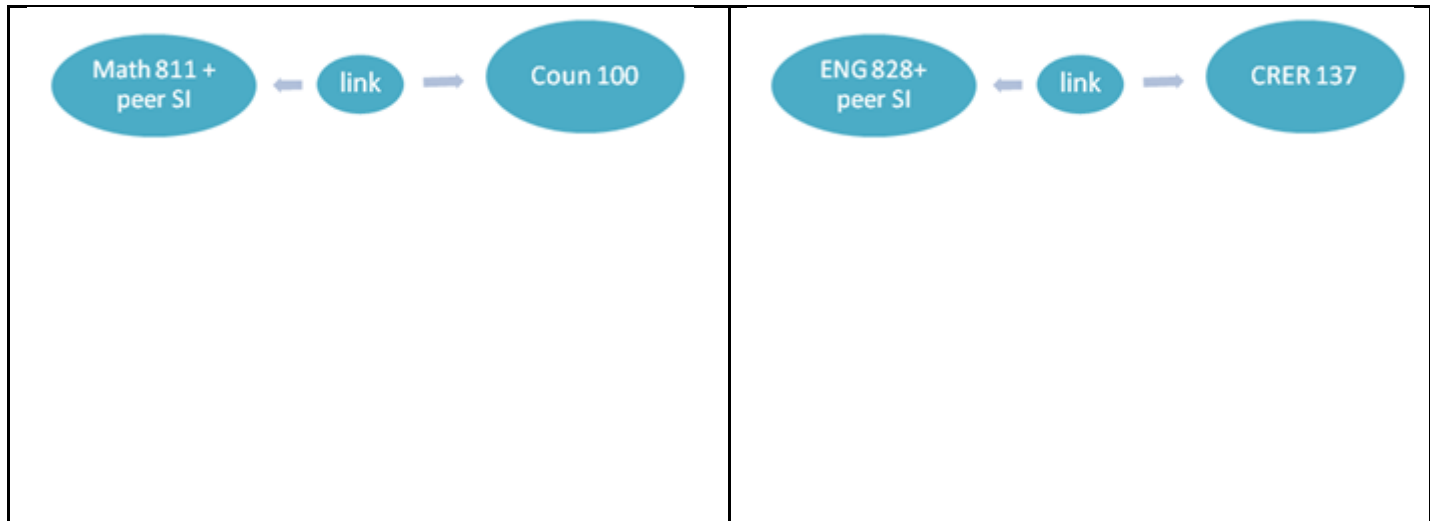 Math 811 +
peer SI
link
Coun 100
ENG 828+
peer SI
link
CRER 137